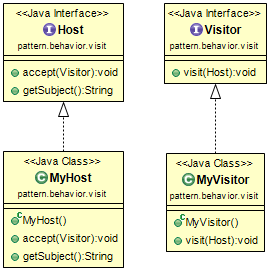 <<Java Interface>>
Host
pattern.behavior.visit
accept(Visitor):void
getSubject():String
<<Java Interface>>
Visitor
pattern.behavior.visit
visit(Host):void
<<Java Class>>
MyHost
pattern.behavior.visit
MyHost()
accept(Visitor):void
getSubject():String
<<Java Class>>
MyVisitor
pattern.behavior.visit
MyVisitor()
visit(Host):void